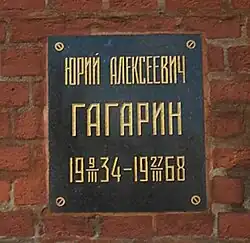 ЮРИЙ АЛЕКСЕЕВИЧ
ГАГАРИН
19 9/III 34–19 27/III 68